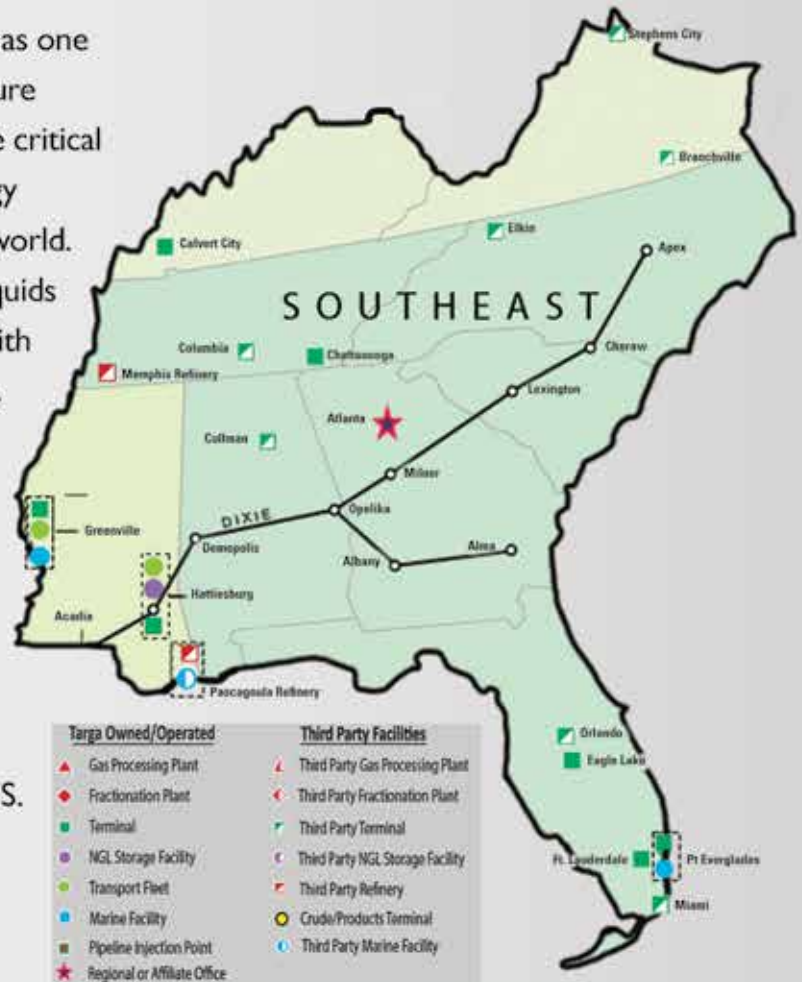 as one
ure
e critical
gy
world.
quids
ith
e
S.
Stephens City
Branchville
Calvert City
Elkin
Apex
SOUTHEAST
Columbia
Chattanooga
Cheraw
Memphis Refinery
Lexington
Atlanta
Cullman
Milner
DIXIE
Opelika
Greenville
Demopolis
Albany
Alma
Hattiesburg
Acadia
Pascagoula Refinery
Orlando
Eagle Lake
Ft. Lauderdale
Pt Everglades
Miami
Targa Owned/Operated
Gas Processing Plant
Fractionation Plant
Terminal
NGL Storage Facility
Transport Fleet
Marine Facility
Pipeline Injection Point
Regional or Affiliate Office
Third Party Facilities
Third Party Gas Processing Plant
Third Party Fractionation Plant
Third Party Terminal
Third Party NGL Storage Facility
Third Party Refinery
Crude/Products Terminal
Third Party Marine Facility